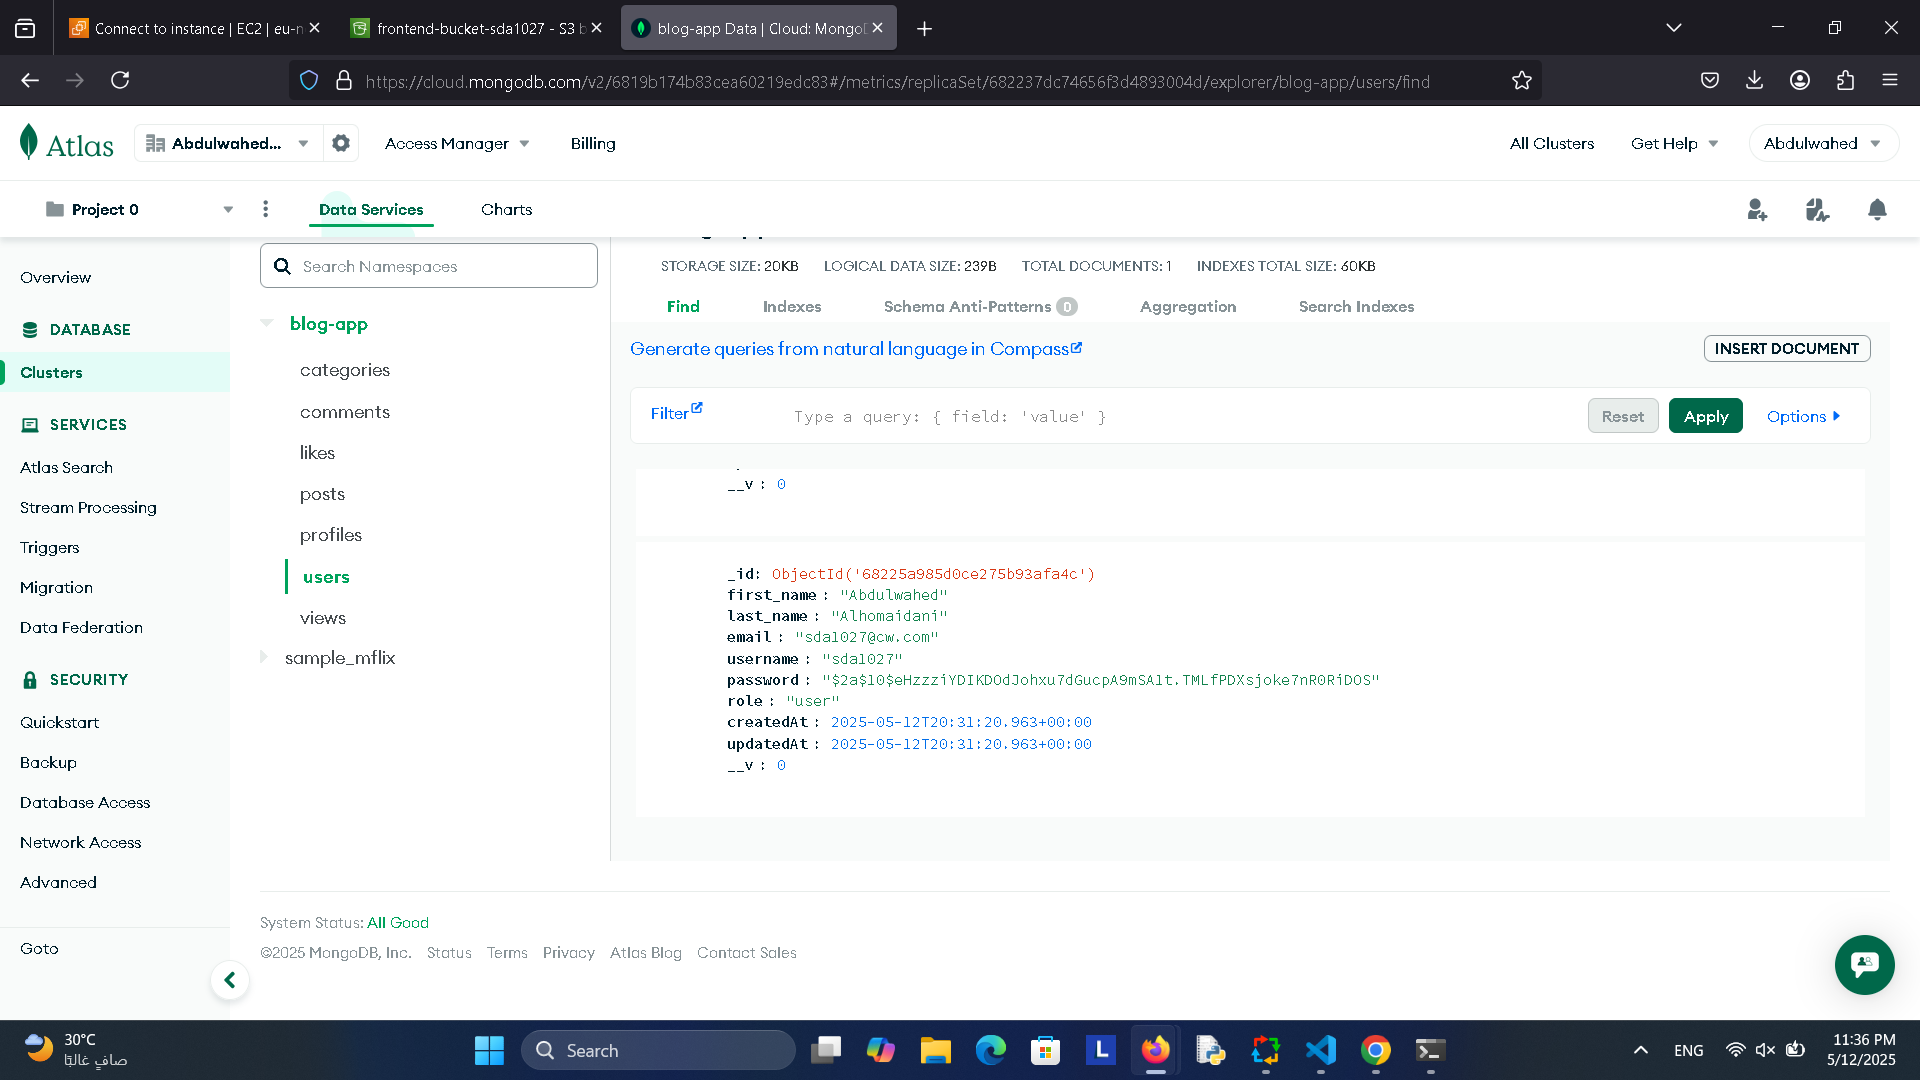 Connect to instance | EC2 | eu-n
frontend-bucket-sda1027 - S3 b
blog-app Data | Cloud: MongoD
https://cloud.mongodb.com/v2/6819b174b83cea60219edc83#/metrics/replicaSet/682237dc74656f3d4893004d/explorer/blog-app/users/find
Atlas
Abdulwahed...
Access Manager
Billing
All Clusters
Get Help
Abdulwahed
Project 0
Data Services
Charts
Overview
DATABASE
Clusters
SERVICES
Atlas Search
Stream Processing
Triggers
Migration
Data Federation
SECURITY
Quickstart
Backup
Database Access
Network Access
Advanced
Goto
Search Namespaces
blog-app
categories
comments
likes
posts
profiles
users
views
sample_mflix
STORAGE SIZE: 20KB LOGICAL DATA SIZE: 239B TOTAL DOCUMENTS: 1 INDEXES TOTAL SIZE: 60KB
Find Indexes Schema Anti-Patterns 0 Aggregation Search Indexes
Generate queries from natural language in Compass
INSERT DOCUMENT
Filter
Type a query: { field: 'value' }
Reset
Apply
Options
__v : 0
_id: ObjectId('68225a985d0ce275b93afa4c')
first_name : "Abdulwahed"
last_name : "Alhomaidani"
email : "sda1027@cw.com"
username : "sda1027"
password : "$2a$10$eHzzziYDIKDOdJohxu7dGucpA9mSA1t.TMLfPDXsjoke7nR0RiDOS"
role : "user"
createdAt : 2025-05-12T20:31:20.963+00:00
updatedAt : 2025-05-12T20:31:20.963+00:00
__v : 0
System Status: All Good
©2025 MongoDB, Inc. Status Terms Privacy Atlas Blog Contact Sales
30°C
صافٍ غالبًا
Search
L
ENG
11:36 PM
5/12/2025